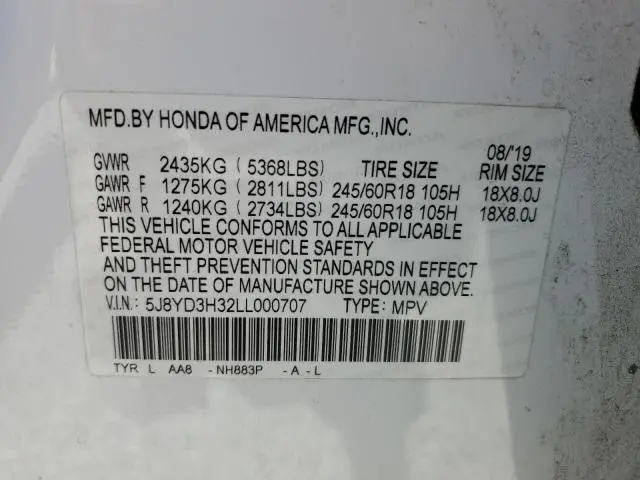 MFD.BY HONDA OF AMERICA MFG.,INC.
08/'19
GVWR 2435KG ( 5368LBS) TIRE SIZE RIM SIZE
GAWR F 1275KG ( 2811LBS) 245/60R18 105H 18X8.0J
GAWR R 1240KG ( 2734LBS) 245/60R18 105H 18X8.0J
THIS VEHICLE CONFORMS TO ALL APPLICABLE
FEDERAL MOTOR VEHICLE SAFETY
AND THEFT PREVENTION STANDARDS IN EFFECT
ON THE DATE OF MANUFACTURE SHOWN ABOVE.
V.I.N.: 5J8YD3H32LL000707 TYPE: MPV
TYR L AA8 -NH883P -A -L